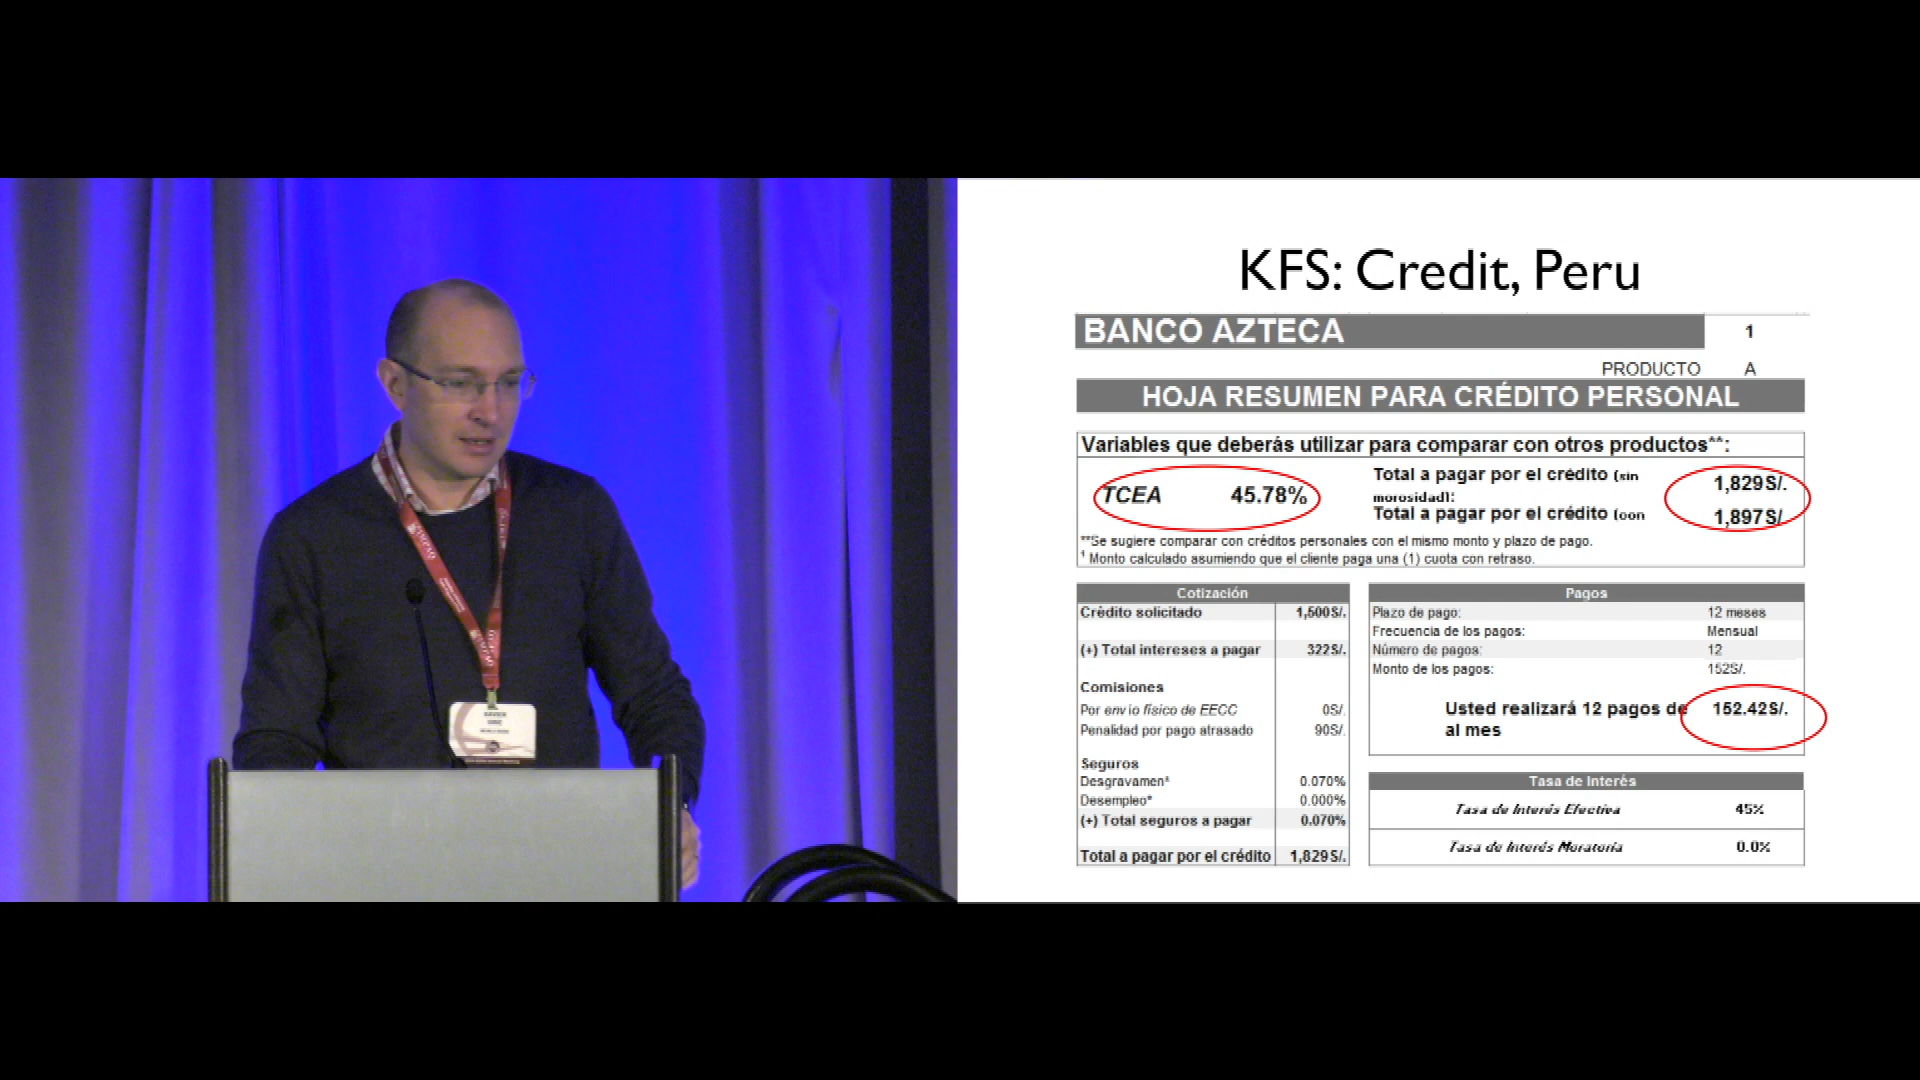 KFS: Credit, Peru
BANCO AZTECA 1
PRODUCTO A
HOJA RESUMEN PARA CRÉDITO PERSONAL
Variables que deberás utilizar para comparar con otros productos**:
TCEA 45.78%
Total a pagar por el crédito (sin morosidad): 1,829S/.
Total a pagar por el crédito (con 1,897S/
**Se sugiere comparar con créditos personales con el mismo monto y plazo de pago.
¹ Monto calculado asumiendo que el cliente paga una (1) cuota con retraso.
Cotización
Crédito solicitado 1,500S/.
(+) Total intereses a pagar 322S/.
Comisiones
Por envio físico de EECC 0S/.
Penalidad por pago atrasado 90S/.
Seguros
Desgravamen* 0.070%
Desempleo* 0.000%
(+) Total seguros a pagar 0.070%
Total a pagar por el crédito 1,829S/.
Pagos
Plazo de pago: 12 meses
Frecuencia de los pagos: Mensual
Número de pagos: 12
Monto de los pagos: 152S/.
Usted realizará 12 pagos de 152.42S/.
al mes
Tasa de Interés
Tasa de Interés Efectiva 45%
Tasa de Interés Moratoria 0.0%
XAVIER